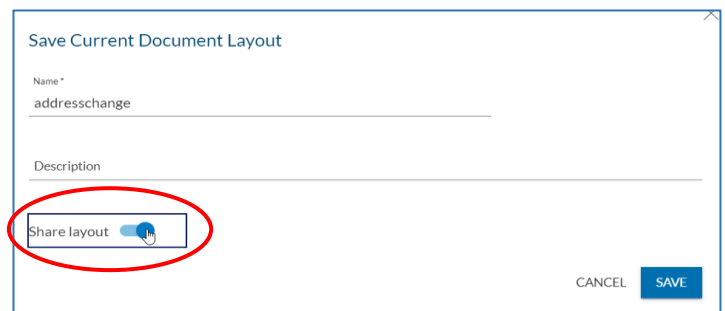 Save Current Document Layout
Name *
addresschange
Description
Share layout
CANCEL SAVE